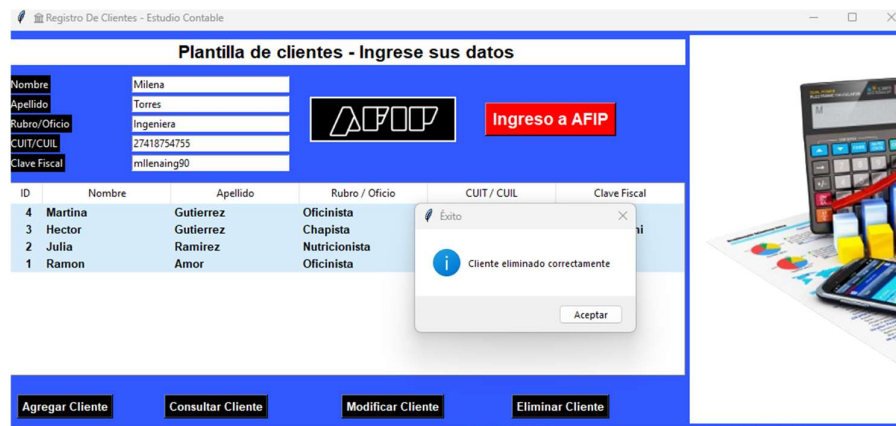 Registro De Clientes - Estudio Contable
Plantilla de clientes - Ingrese sus datos
Nombre Milena
Apellido Torres
Rubro/Oficio Ingeniera
CUIT/CUIL 27418754755
Clave Fiscal mllenaing90
AFIP
Ingreso a AFIP
ID Nombre Apellido Rubro / Oficio CUIT / CUIL Clave Fiscal
4 Martina Gutierrez Oficinista
3 Hector Gutierrez Chapista
2 Julia Ramirez Nutricionista
1 Ramon Amor Oficinista
Éxito
Cliente eliminado correctamente
Aceptar
Agregar Cliente Consultar Cliente Modificar Cliente Eliminar Cliente